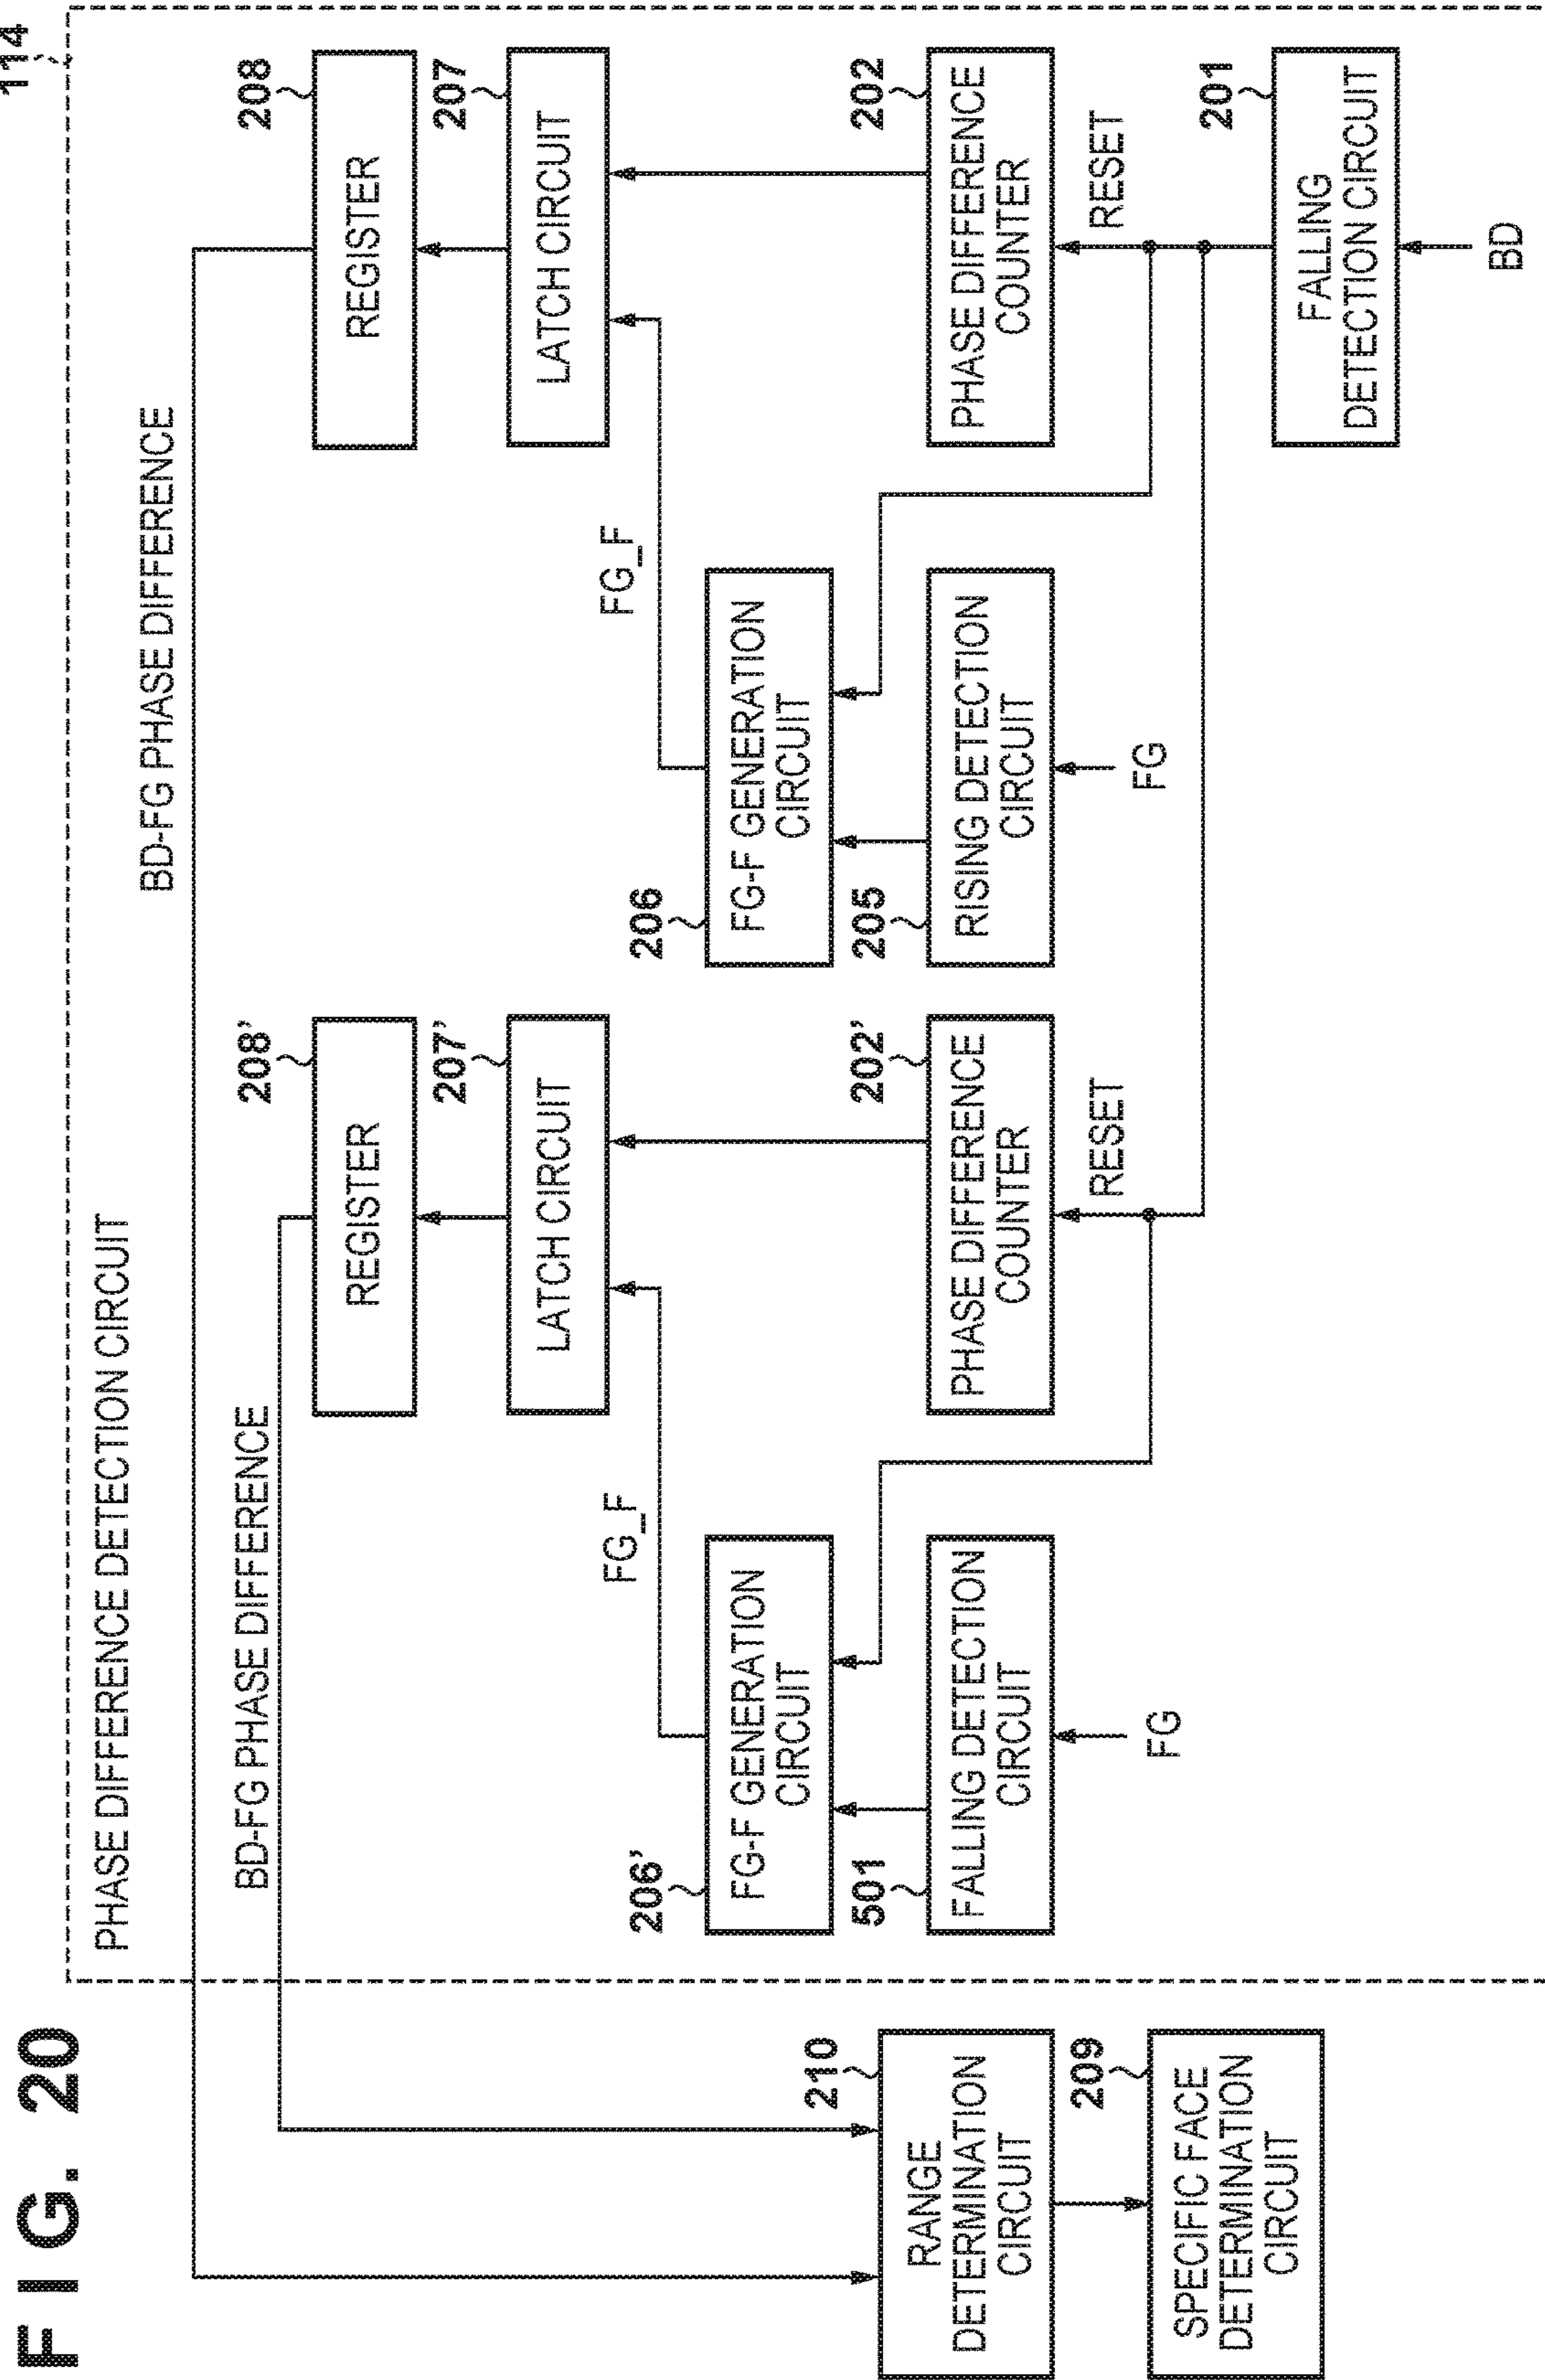 FIG. 20
114
PHASE DIFFERENCE DETECTION CIRCUIT
BD-FG PHASE DIFFERENCE
BD-FG PHASE DIFFERENCE
208'
REGISTER
208
REGISTER
207'
LATCH CIRCUIT
207
LATCH CIRCUIT
FG_F
FG_F
206'
FG-F GENERATION
CIRCUIT
206
FG-F GENERATION
CIRCUIT
210
RANGE
DETERMINATION
CIRCUIT
501
FALLING DETECTION
CIRCUIT
202'
PHASE DIFFERENCE
COUNTER
205
RISING DETECTION
CIRCUIT
202
PHASE DIFFERENCE
COUNTER
RESET
RESET
FG
FG
209
SPECIFIC FACE
DETERMINATION
CIRCUIT
201
FALLING
DETECTION CIRCUIT
BD